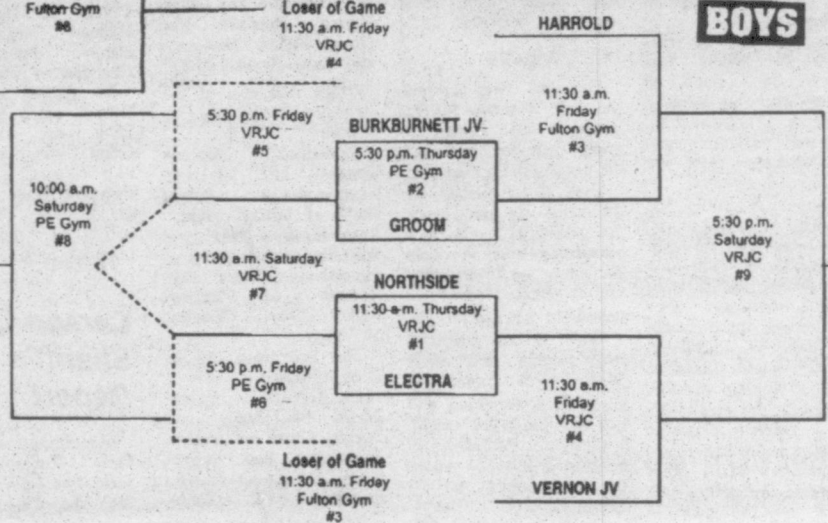 Fulton Gym
#6
Loser of Game
11:30 a.m. Friday
VRJC
#4
HARROLD
BOYS
5:30 p.m. Friday
VRJC
#5
BURKBURNETT JV
5:30 p.m. Thursday
PE Gym
#2
GROOM
11:30 a.m.
Friday
Fulton Gym
#3
10:00 a.m.
Saturday
PE Gym
#8
11:30 a.m. Saturday
VRJC
#7
5:30 p.m.
Saturday
VRJC
#9
NORTHSIDE
11:30 a.m. Thursday
VRJC
#1
ELECTRA
5:30 p.m. Friday
PE Gym
#6
11:30 a.m.
Friday
VRJC
#4
Loser of Game
11:30 a.m. Friday
Fulton Gym
#3
VERNON JV